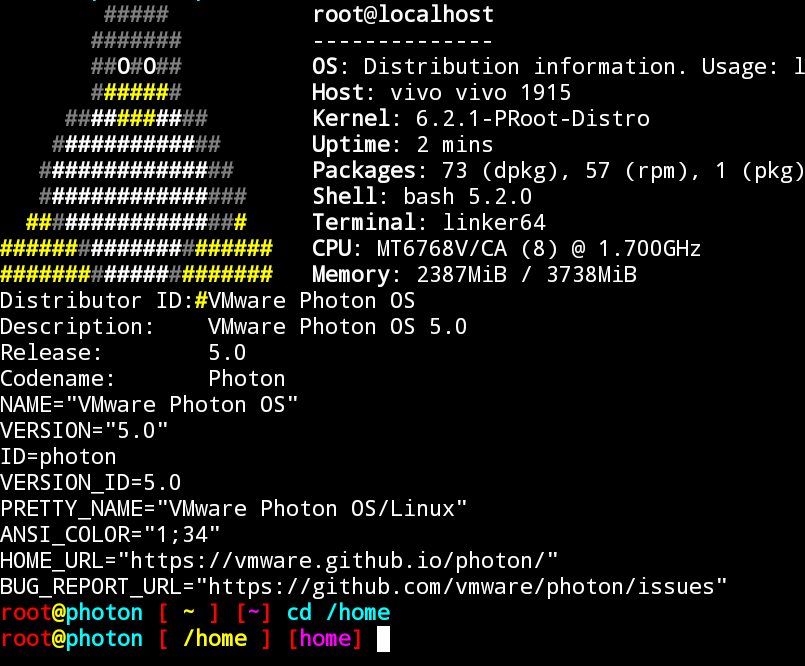 #####            root@localhost
#######          --------------
##O#O##          OS: Distribution information. Usage: l
#######          Host: vivo vivo 1915
###########        Kernel: 6.2.1-PRoot-Distro
#############       Uptime: 2 mins
###############      Packages: 73 (dpkg), 57 (rpm), 1 (pkg)
################     Shell: bash 5.2.0
#################     Terminal: linker64
#####################   CPU: MT6768V/CA (8) @ 1.700GHz
#####################   Memory: 2387MiB / 3738MiB
Distributor ID:#VMware Photon OS
Description:    VMware Photon OS 5.0
Release:        5.0
Codename:       Photon
NAME="VMware Photon OS"
VERSION="5.0"
ID=photon
VERSION_ID=5.0
PRETTY_NAME="VMware Photon OS/Linux"
ANSI_COLOR="1;34"
HOME_URL="https://vmware.github.io/photon/"
BUG_REPORT_URL="https://github.com/vmware/photon/issues"
root@photon [ ~ ] [~] cd /home
root@photon [ /home ] [home]